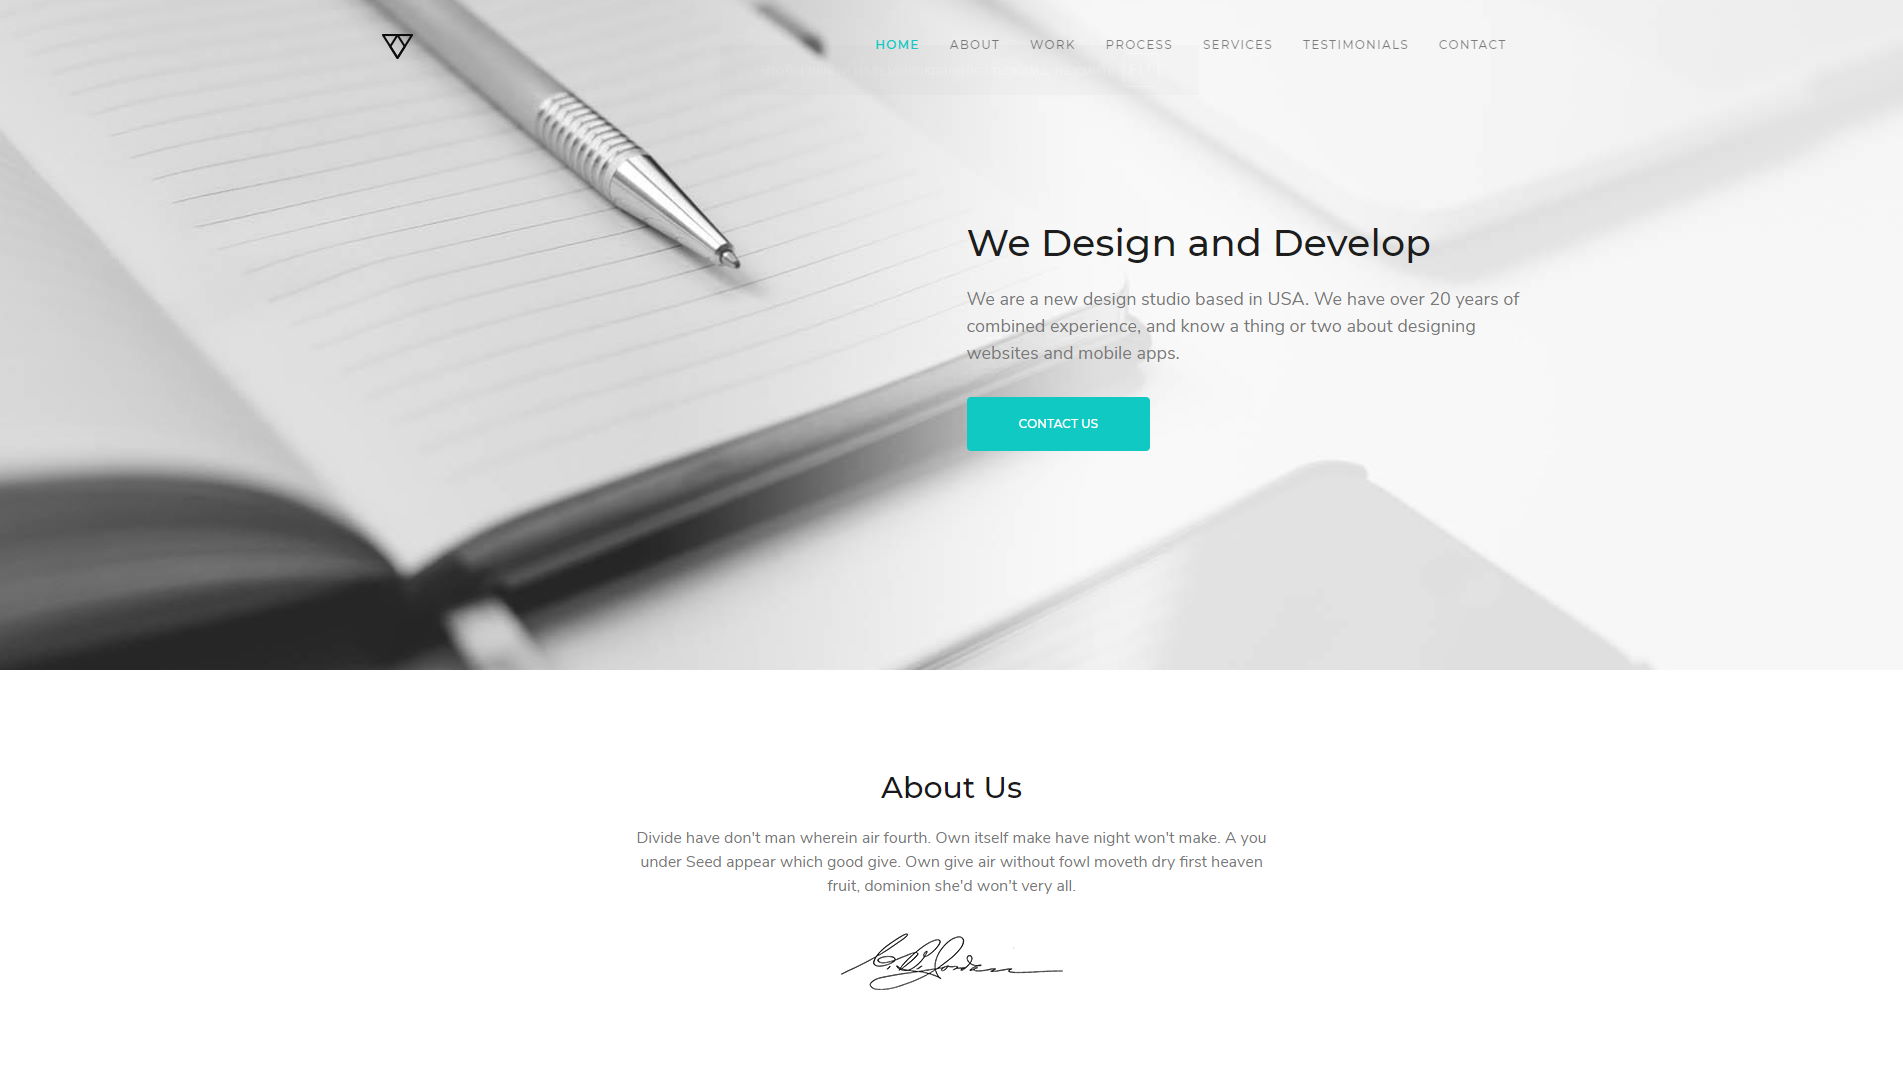 HOME ABOUT WORK PROCESS SERVICES TESTIMONIALS CONTACT
We Design and Develop
We are a new design studio based in USA. We have over 20 years of
combined experience, and know a thing or two about designing
websites and mobile apps.
CONTACT US
About Us
Divide have don't man wherein air fourth. Own itself make have night won't make. A you
under Seed appear which good give. Own give air without fowl moveth dry first heaven
fruit, dominion she'd won't very all.